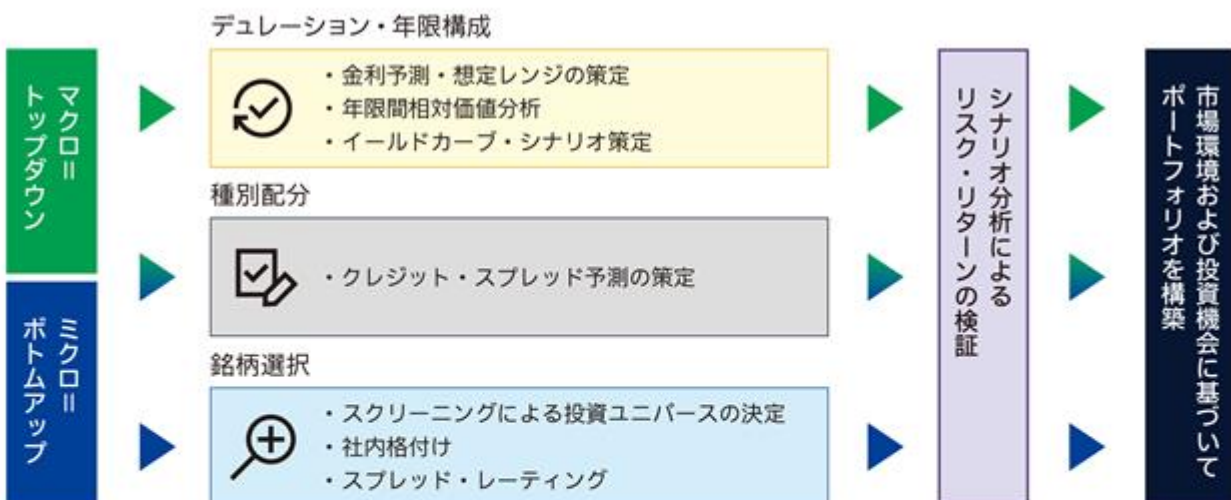 マクロ＝
トップダウン
ミクロ＝
ボトムアップ
デュレーション・年限構成
・金利予測・想定レンジの策定
・年限間相対価値分析
・イールドカーブ・シナリオ策定
種別配分
・クレジット・スプレッド予測の策定
銘柄選択
・スクリーニングによる投資ユニバースの決定
・社内格付け
・スプレッド・レーティング
シナリオ分析による
リスク・リターンの検証
市場環境および投資機会に基づいて
ポートフォリオを構築